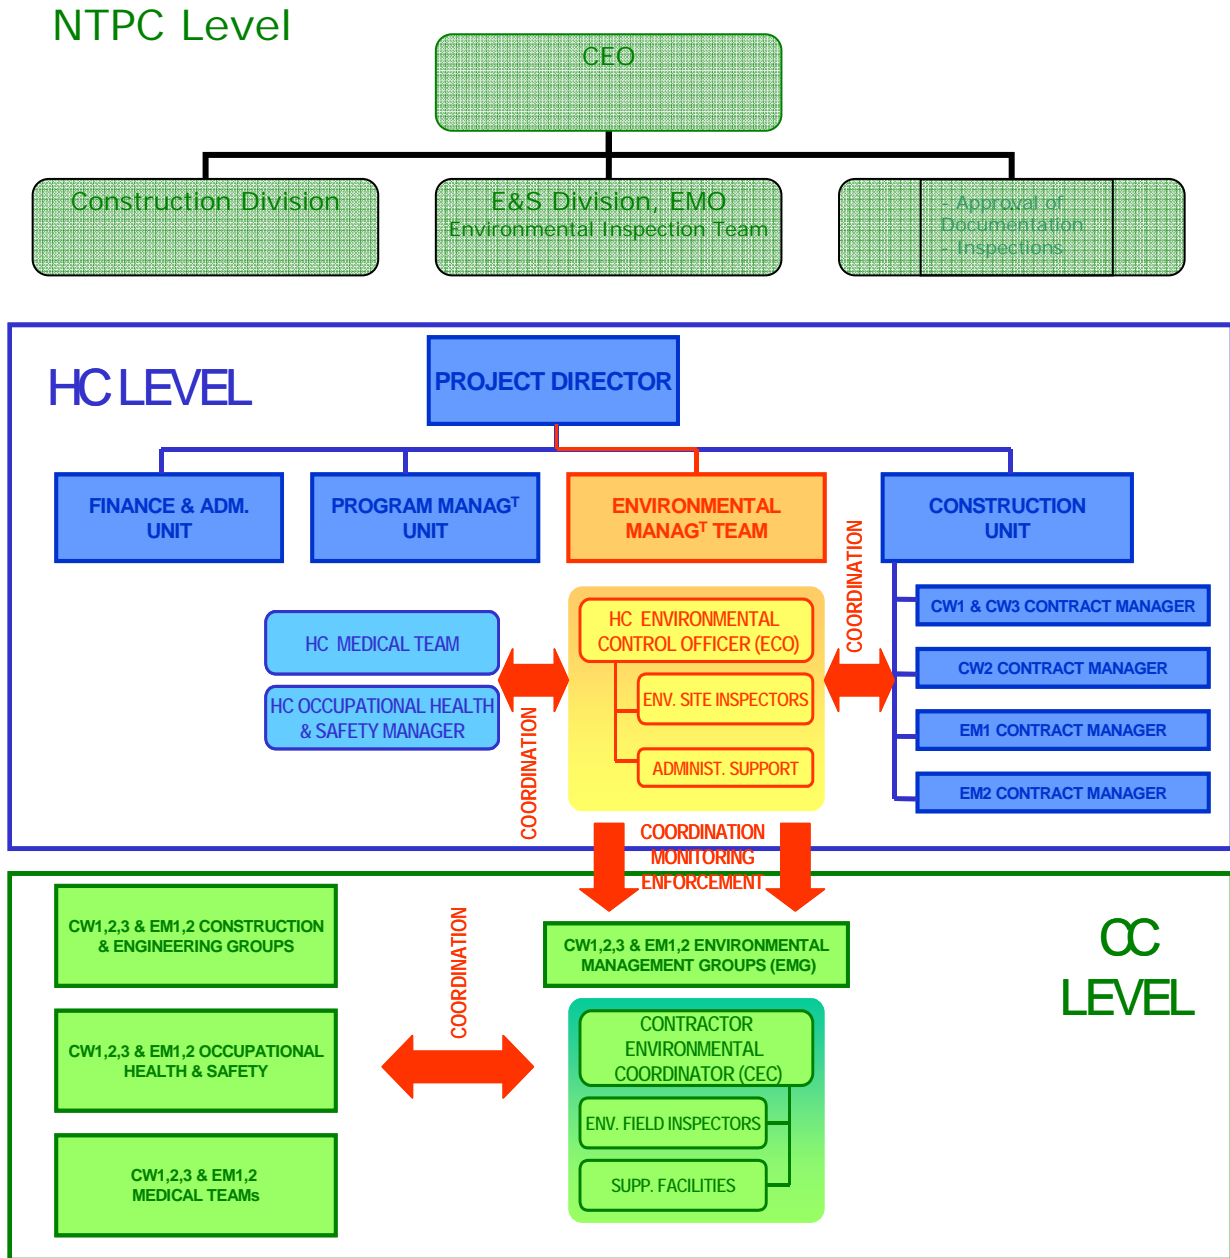 NTPC Level
CEO
Construction Division
E&S Division, EMO
Environmental Inspection Team
- Approval of
Documentation
- Inspections
HC LEVEL
PROJECT DIRECTOR
FINANCE & ADM.
UNIT
PROGRAM MANAGT
UNIT
ENVIRONMENTAL
MANAGT TEAM
CONSTRUCTION
UNIT
COORDINATION
CW1 & CW3 CONTRACT MANAGER
CW2 CONTRACT MANAGER
EM1 CONTRACT MANAGER
EM2 CONTRACT MANAGER
HC MEDICAL TEAM
HC OCCUPATIONAL HEALTH
& SAFETY MANAGER
COORDINATION
HC ENVIRONMENTAL
CONTROL OFFICER (ECO)
ENV. SITE INSPECTORS
ADMINIST. SUPPORT
COORDINATION
MONITORING
ENFORCEMENT
CC
LEVEL
CW1,2,3 & EM1,2 CONSTRUCTION
& ENGINEERING GROUPS
CW1,2,3 & EM1,2 OCCUPATIONAL
HEALTH & SAFETY
CW1,2,3 & EM1,2
MEDICAL TEAMs
COORDINATION
CW1,2,3 & EM1,2 ENVIRONMENTAL
MANAGEMENT GROUPS (EMG)
CONTRACTOR
ENVIRONMENTAL
COORDINATOR (CEC)
ENV. FIELD INSPECTORS
SUPP. FACILITIES